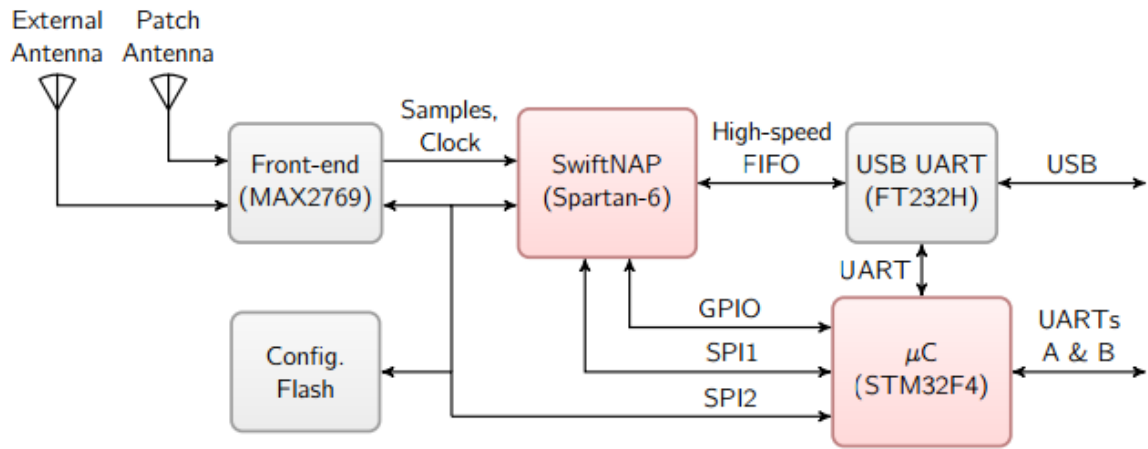 External
Antenna
Patch
Antenna
Samples,
Clock
Front-end
(MAX2769)
SwiftNAP
(Spartan-6)
High-speed
FIFO
USB UART
(FT232H)
USB
UART
GPIO
SPI1
SPI2
Config.
Flash
μC
(STM32F4)
UARTs
A & B